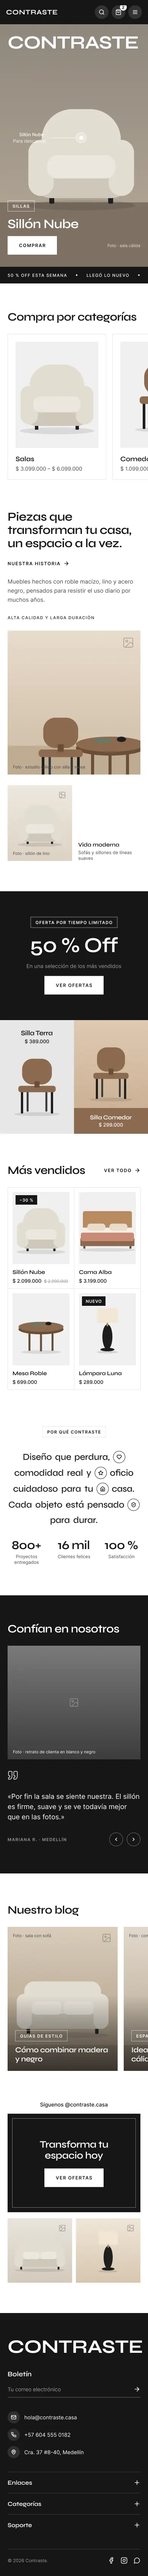 CONTRASTE
2
CONTRASTE
Sillón Nube
SILLAS
Sillón Nube
COMPRAR
Foto · sala cálida
50 % OFF ESTA SEMANA • LLEGÓ LO NUEVO •
Compra por categorías
Salas
$ 3.099.000 – $ 6.099.000
Piezas que
transforman tu casa,
un espacio a la vez.
NUESTRA HISTORIA
Muebles hechos con roble macizo, lino y acero
negro, pensados para resistir el uso diario por
muchos años.
ALTA CALIDAD Y LARGA DURACIÓN
Foto · sillón de lino
Vida moderna
Sofás y sillones de líneas
suaves
OFERTA POR TIEMPO LIMITADO
50 % Off
En una selección de los más vendidos
VER OFERTAS
Silla Terra
$ 389.000
Silla Comedor
$ 299.000
Más vendidos
VER TODO
−30 %
Sillón Nube
$ 2.099.000
Cama Alba
$ 3.199.000
Mesa Roble
$ 699.000
NUEVO
Lámpara Luna
$ 289.000
POR QUÉ CONTRASTE
Diseño que perdura,
comodidad real y oficio
cuidadoso para tu casa.
Cada objeto está pensado
para durar.
800+
Proyectos
entregados
16 mil
Clientes felices
100 %
Satisfacción
Confían en nosotros
Foto · retrato de clienta en blanco y negro
«Por fin la sala se siente nuestra. El sillón
es firme, suave y se ve todavía mejor
que en las fotos.»
MARIANA R. · MEDELLÍN
Nuestro blog
Foto · sala con sofá
GUÍAS DE ESTILO
Cómo combinar madera
y negro
Síguenos @contraste.casa
Transforma tu
espacio hoy
VER OFERTAS
CONTRASTE
Boletín
Tu correo electrónico
hola@contraste.casa
+57 604 555 0182
Cra. 37 #8-40, Medellín
Enlaces
Categorías
Soporte
© 2026 Contraste.